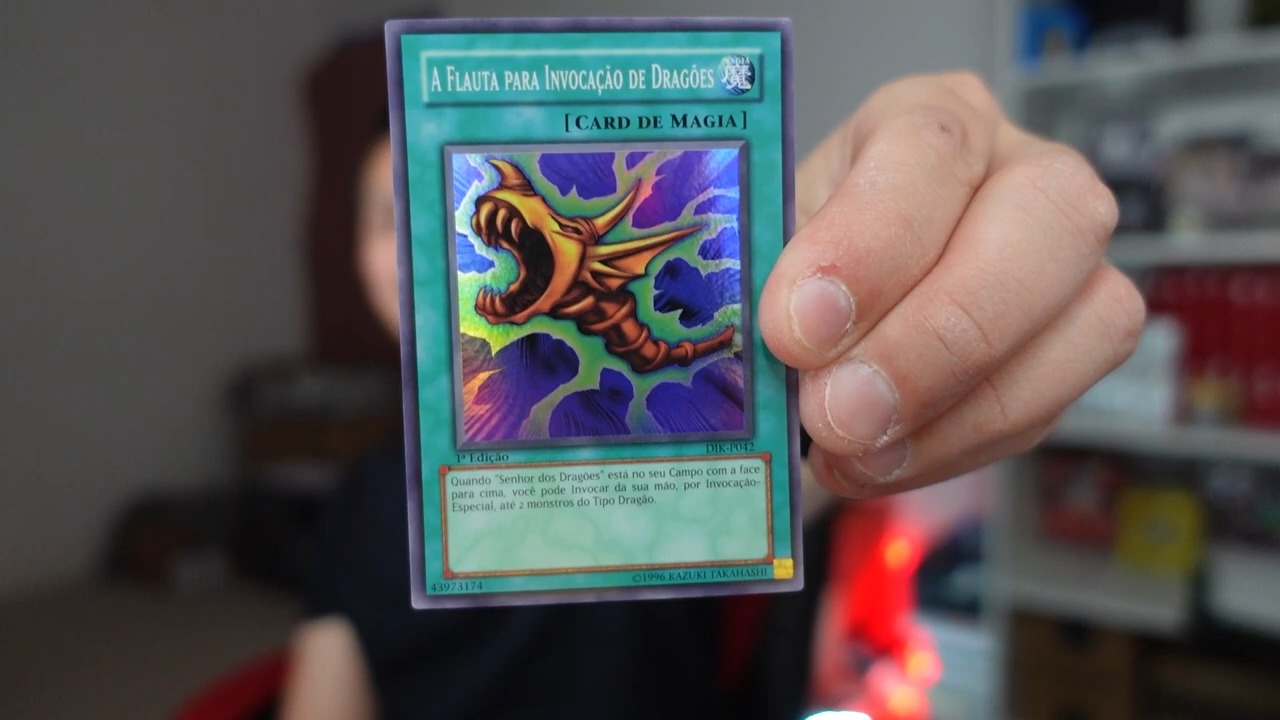 A Flauta para Invocação de Dragões
[Card de Magia]
1ª Edição
DIK-P042
Quando "Senhor dos Dragões" está no seu Campo com a face
para cima, você pode Invocar da sua mão, por Invocação-
Especial, até 2 monstros do Tipo Dragão.
43973174
©1996 KAZUKI TAKAHASHI